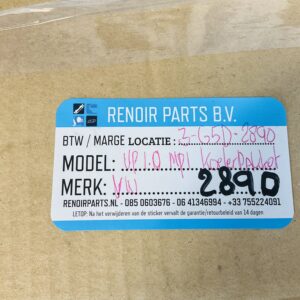 RENOIR PARTS B.V.
BTW / MARGE LOCATIE : 3-G5D-2890
MODEL: UP 1.0 MPI Koelerpakket
MERK: VW 2890
RENOIRPARTS.NL - 085 0603676 - 06 41346994 - +33 755224091
LETOP: Na het verwijderen van de sticker vervalt de garantie/retourbeleid van 14 dagen